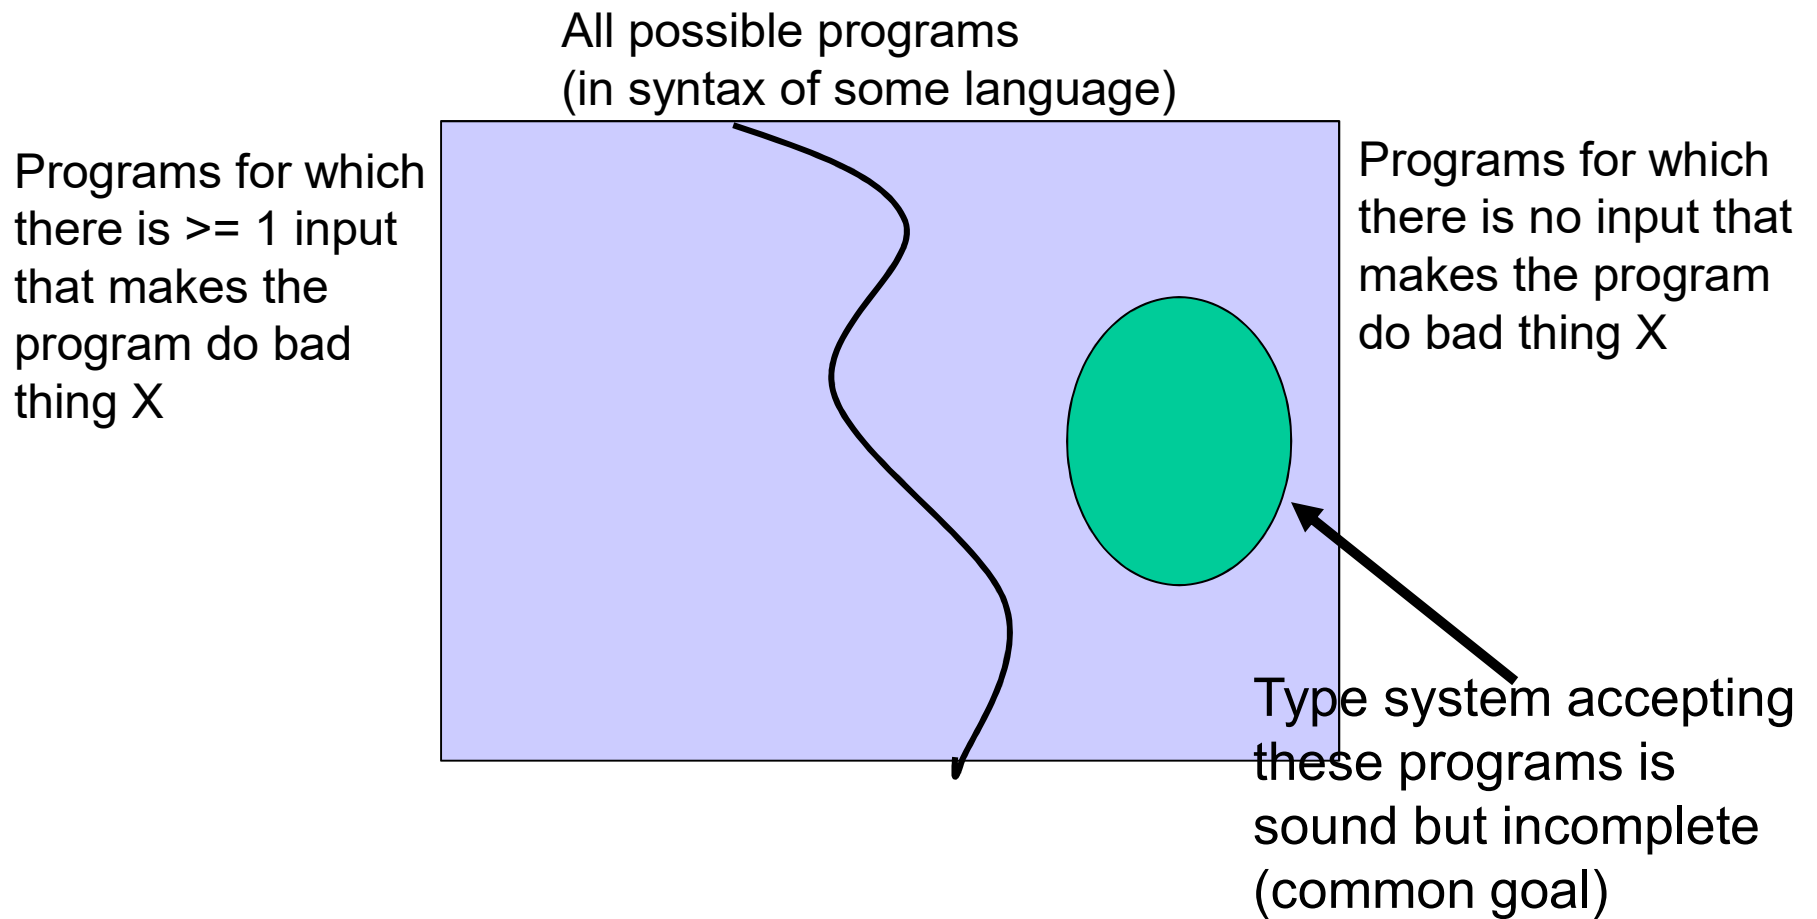 All possible programs
(in syntax of some language)
Programs for which
there is >= 1 input
that makes the
program do bad
thing X
Programs for which
there is no input that
makes the program
do bad thing X
Type system accepting
these programs is
sound but incomplete
(common goal)